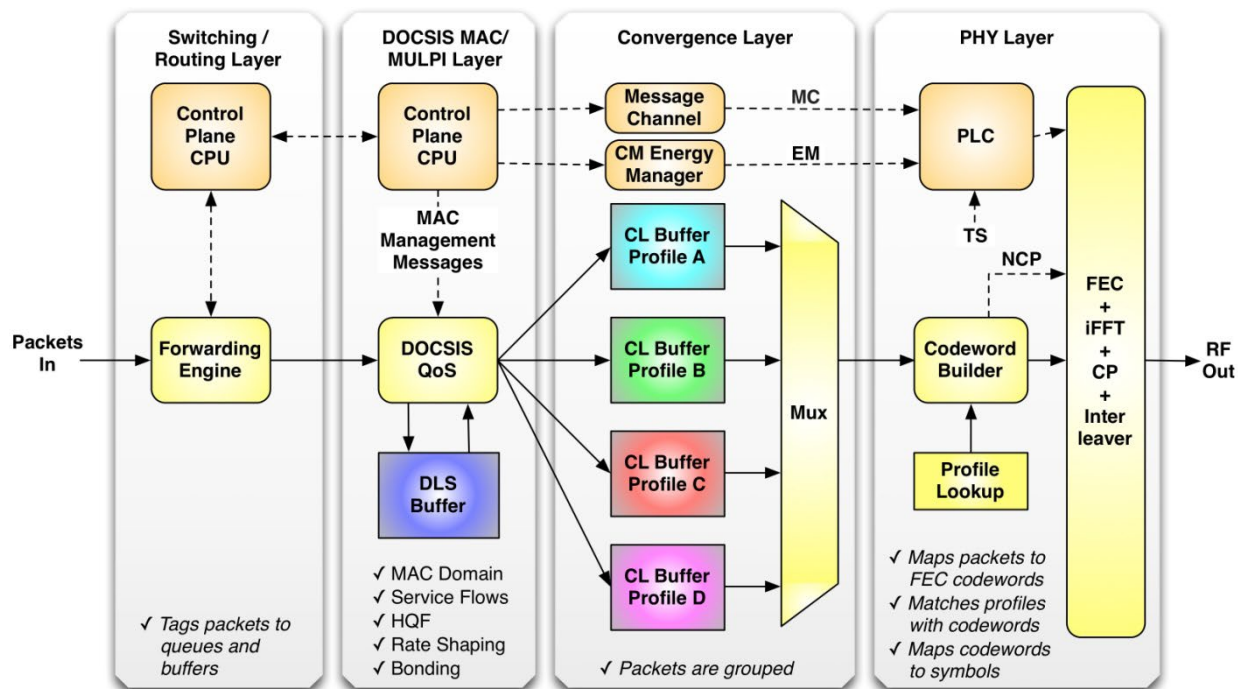 Switching /
Routing Layer
Control
Plane
CPU
Packets
In
Forwarding
Engine
✓ Tags packets to
queues and
buffers
DOCSIS MAC/
MULPI Layer
Control
Plane
CPU
MAC
Management
Messages
DOCSIS
QoS
DLS
Buffer
✓ MAC Domain
✓ Service Flows
✓ HQF
✓ Rate Shaping
✓ Bonding
Convergence Layer
Message
Channel
CM Energy
Manager
CL Buffer
Profile A
CL Buffer
Profile B
CL Buffer
Profile C
CL Buffer
Profile D
Mux
✓ Packets are grouped
PHY Layer
MC
EM
PLC
TS
NCP
Codeword
Builder
Profile
Lookup
✓ Maps packets to
FEC codewords
✓ Matches profiles
with codewords
✓ Maps codewords
to symbols
FEC
+
iFFT
+
CP
+
Inter
leaver
RF
Out